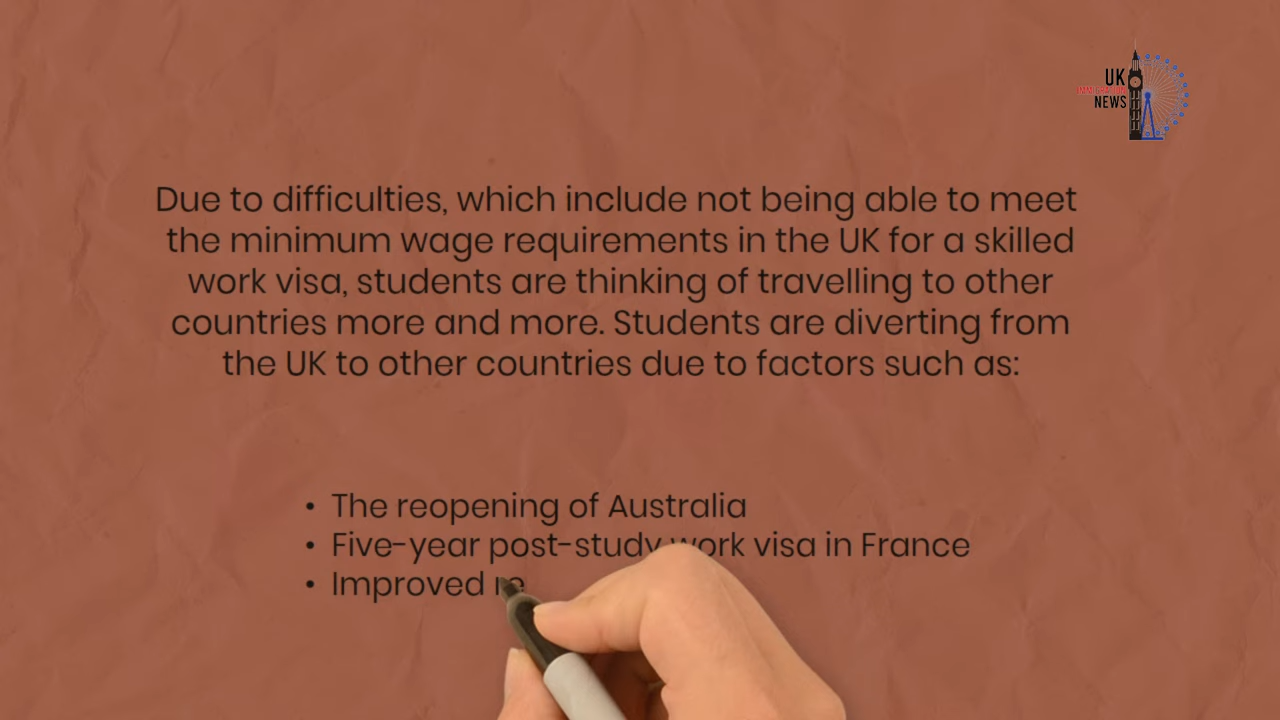 UK
IMMIGRATION
NEWS
Due to difficulties, which include not being able to meet
the minimum wage requirements in the UK for a skilled
work visa, students are thinking of travelling to other
countries more and more. Students are diverting from
the UK to other countries due to factors such as:
• The reopening of Australia
• Five-year post-study work visa in France
• Improved re